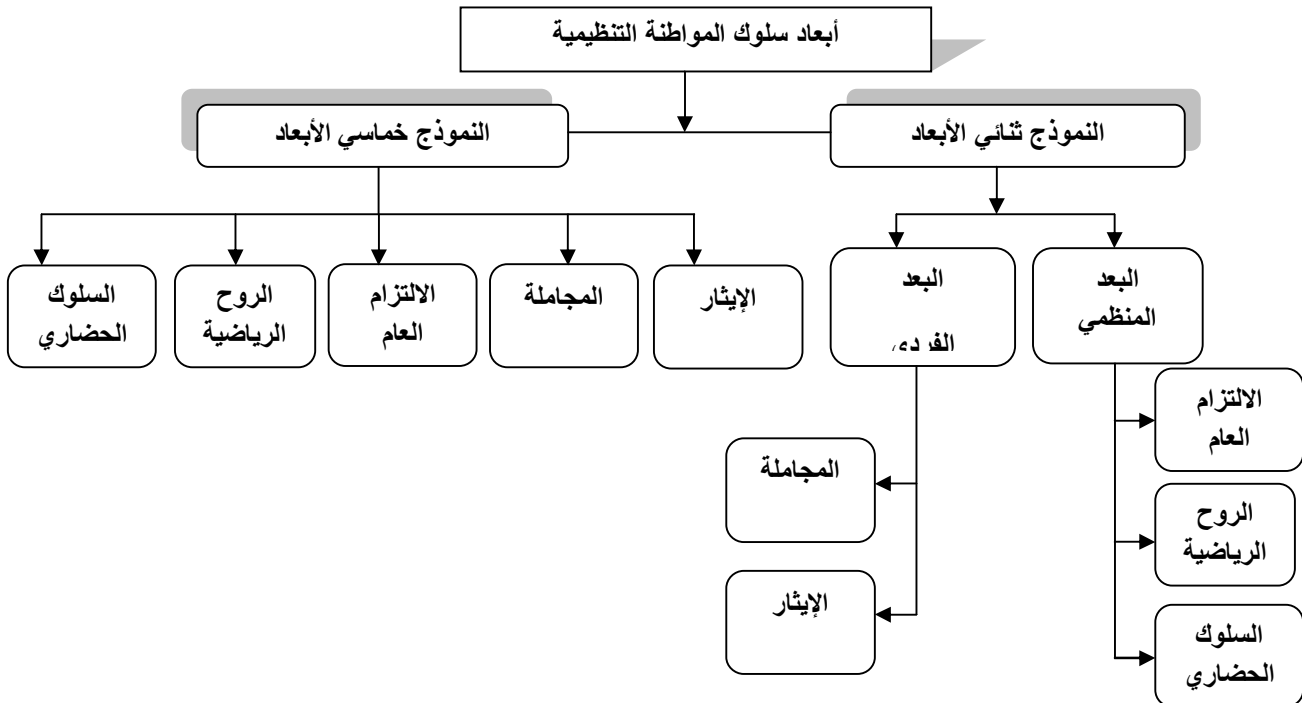 أبعاد سلوك المواطنة التنظيمية
النموذج ثنائي الأبعاد
النموذج خماسي الأبعاد
البعد
المنظمي
البعد
الفردي
الإيثار
المجاملة
الالتزام
العام
الروح
الرياضية
السلوك
الحضاري
الالتزام
العام
الروح
الرياضية
السلوك
الحضاري
المجاملة
الإيثار